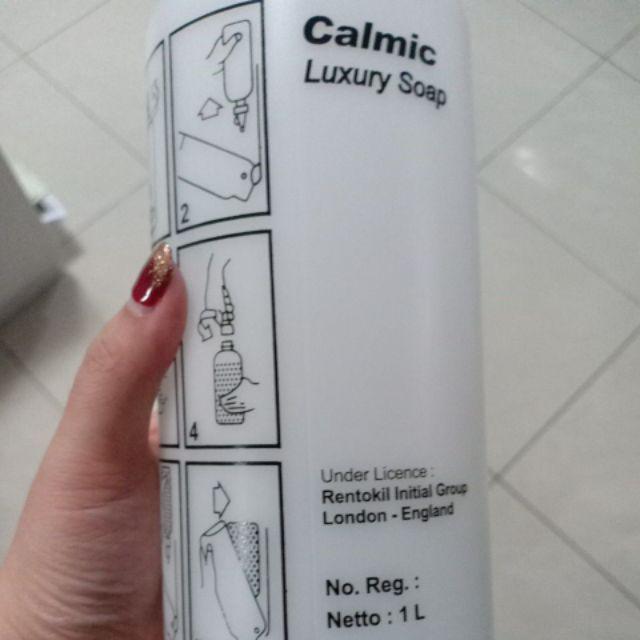 Calmic
Luxury Soap
2
4
Under Licence :
Rentokil Initial Group
London - England
No. Reg. :
Netto : 1 L